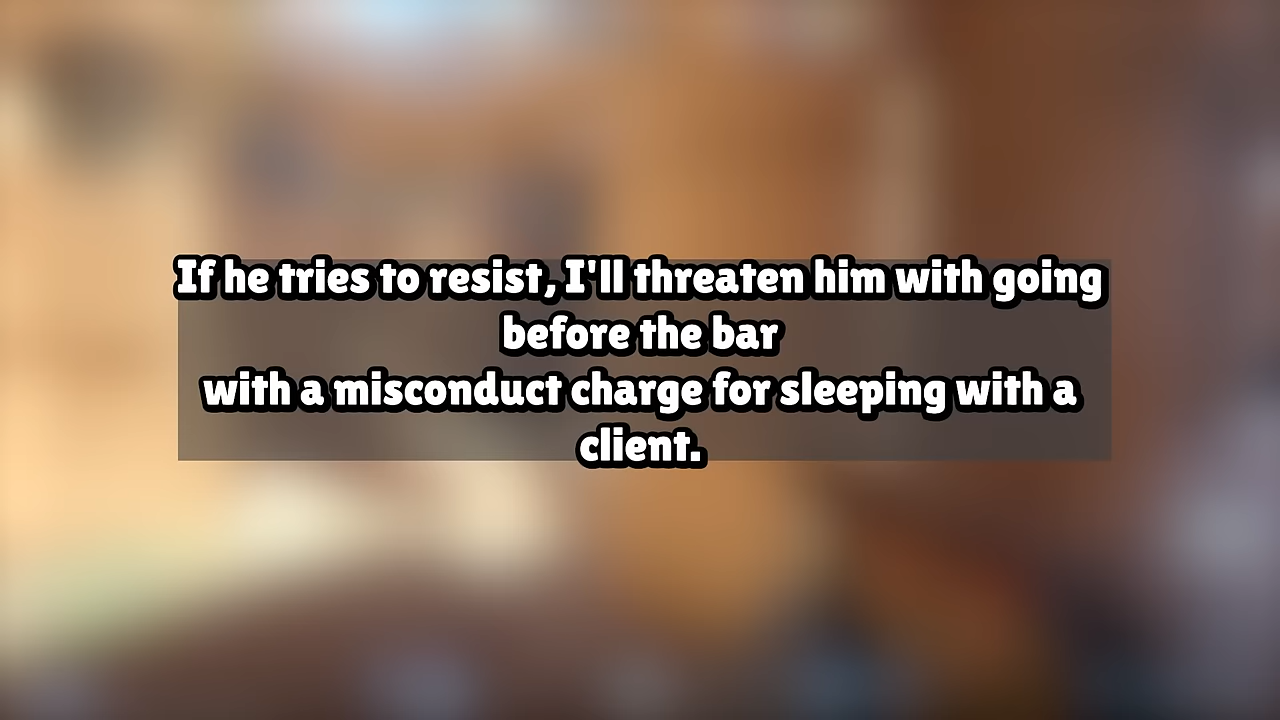 If he tries to resist, I'll threaten him with going
before the bar
with a misconduct charge for sleeping with a
client.